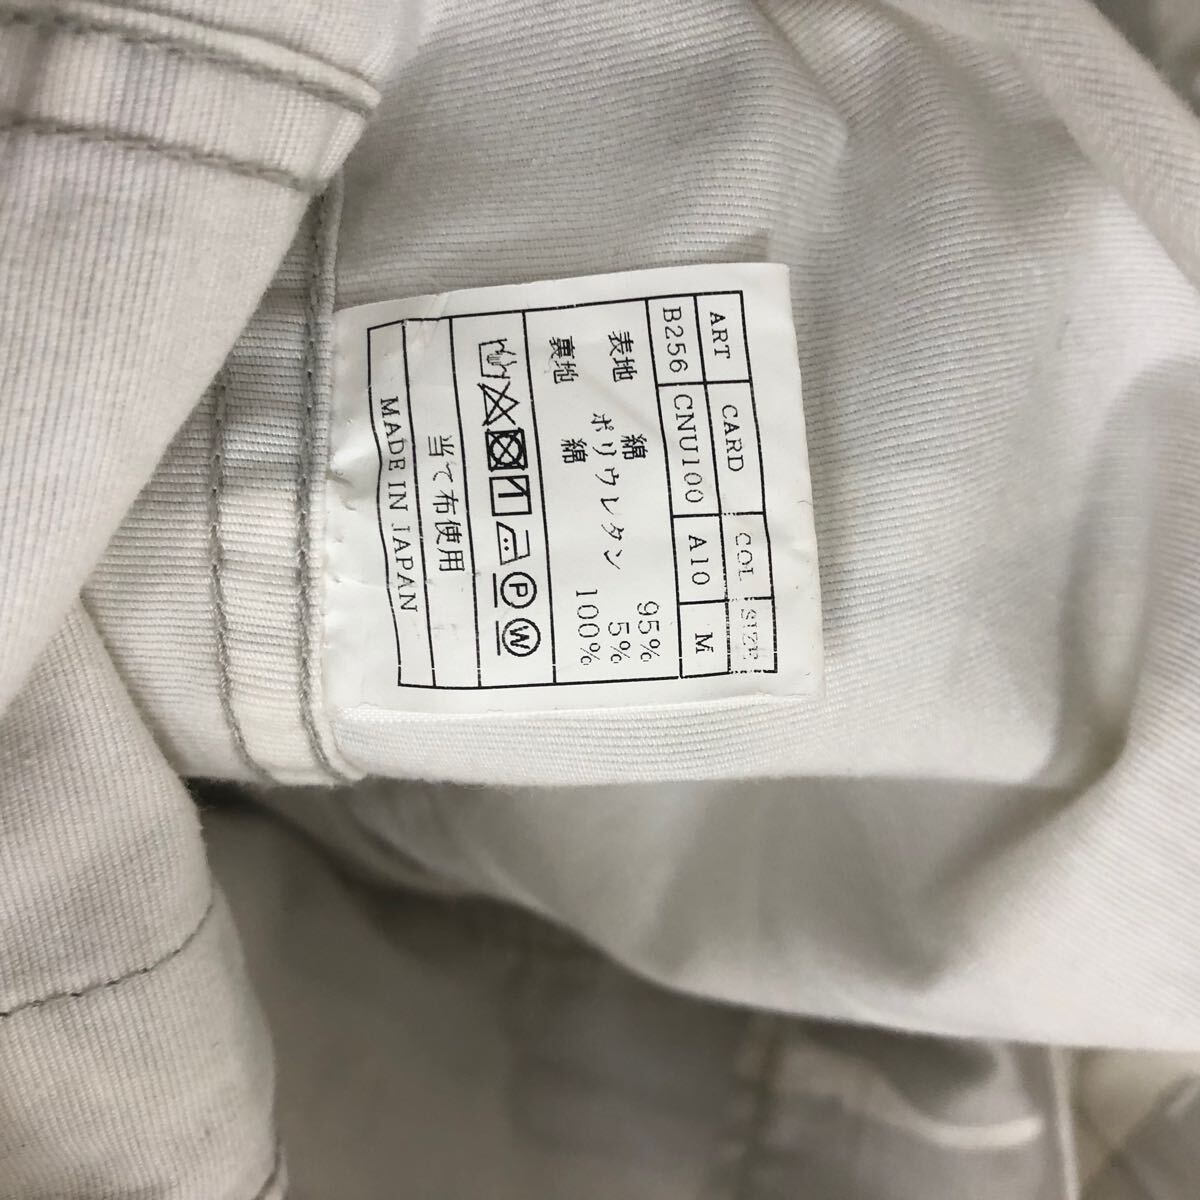 ART CARD COL SIZE
B256 CNU100 A10 M
表地 綿 95%
ポリウレタン 5%
裏地 綿 100%
P W
当て布使用
MADE IN JAPAN